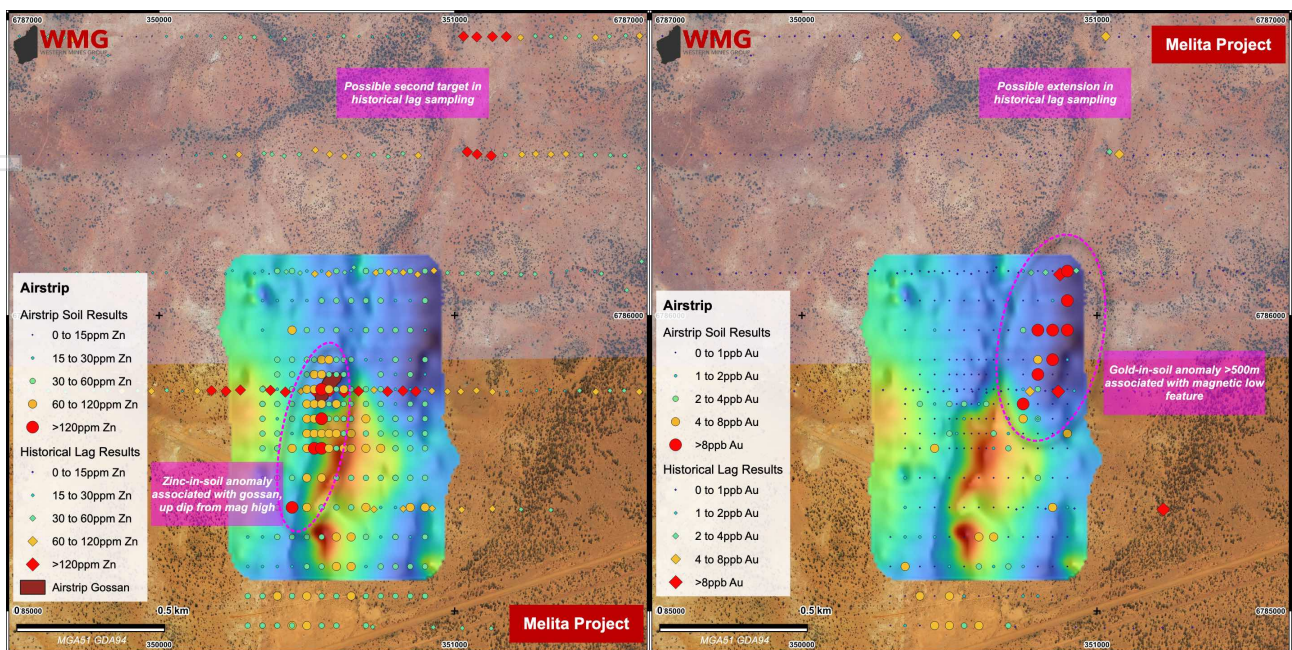 350000
351000
6787000
WMG
WESTERN MINES GROUP
Possible second target in
historical lag sampling
Airstrip
Airstrip Soil Results
0 to 15ppm Zn
15 to 30ppm Zn
30 to 60ppm Zn
60 to 120ppm Zn
>120ppm Zn
Historical Lag Results
0 to 15ppm Zn
15 to 30ppm Zn
30 to 60ppm Zn
60 to 120ppm Zn
>120ppm Zn
Airstrip Gossan
Zinc-in-soil anomaly
associated with gossan,
up dip from mag high
0
85000
0.5 km
MGA51 GDA94
350000
351000
Melita Project
350000
351000
6787000
WMG
WESTERN MINES GROUP
Melita Project
Possible extension in
historical lag sampling
6786000
6786000
Airstrip
Airstrip Soil Results
0 to 1ppb Au
1 to 2ppb Au
2 to 4ppb Au
4 to 8ppb Au
>8ppb Au
Historical Lag Results
0 to 1ppb Au
1 to 2ppb Au
2 to 4ppb Au
4 to 8ppb Au
>8ppb Au
Gold-in-soil anomaly >500m
associated with magnetic low
feature
0
85000
0.5 km
6785000
MGA51 GDA94
350000
351000